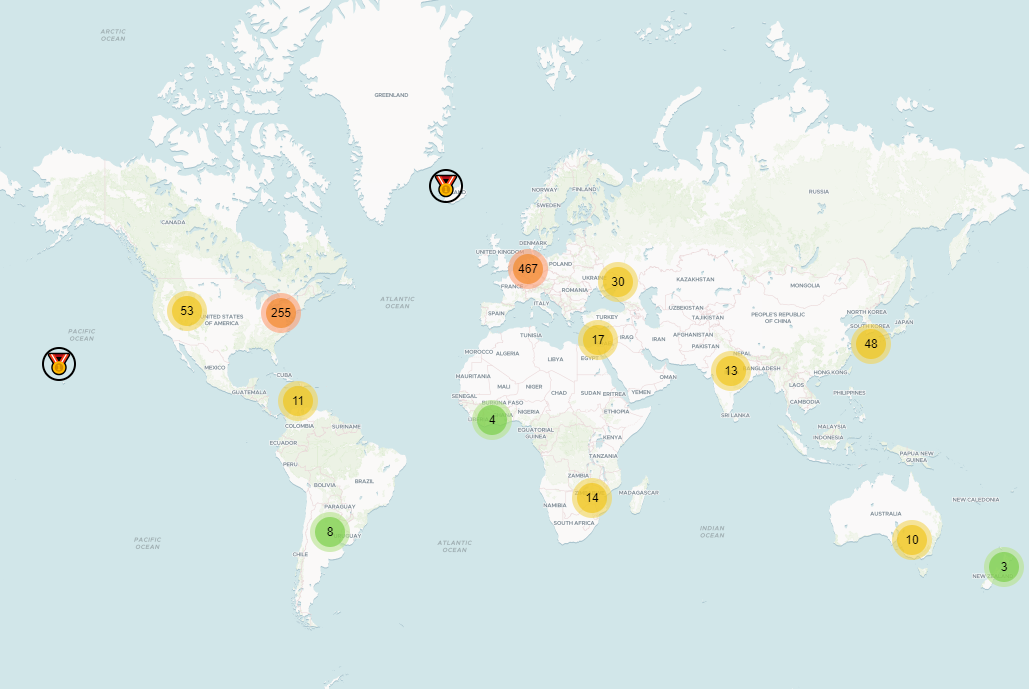 ARCTIC
OCEAN
GREENLAND
NORWAY
FINLAND
RUSSIA
SWEDEN
CANADA
DENMARK
UNITED KINGDOM
467
POLAND
30
KAZAKHSTAN
MONGOLIA
FRANCE
ROMANIA
ATLANTIC
OCEAN
ITALY
53
255
UNITED STATES
OF AMERICA
SPAIN
TURKEY
UZBEKISTAN
TAJIKISTAN
PEOPLE'S REPUBLIC
OF CHINA
NORTH KOREA
SOUTH KOREA
JAPAN
PACIFIC
OCEAN
TUNISIA
17
IRAQ
IRAN
AFGHANISTAN
PAKISTAN
48
MOROCCO
ALGERIA
LIBYA
EGYPT
NEPAL
MEXICO
CUBA
MAURITANIA
OMAN
13
BANGLADESH
HONG KONG
MALI
NIGER
CHAD
SUDAN
ERITREA
YEMEN
LAOS
GUATEMALA
11
SENEGAL
BURKINA FASO
PHILIPPINES
CAMBODIA
4
NIGERIA
ETHIOPIA
SRI LANKA
COLOMBIA
SURINAME
EQUATORIAL
GUINEA
KENYA
MALAYSIA
INDONESIA
ECUADOR
TANZANIA
PAPUA NEW
GUINEA
PERU
BOLIVIA
BRAZIL
ZAMBIA
14
MADAGASCAR
NEW CALEDONIA
PARAGUAY
NAMIBIA
AUSTRALIA
8
SOUTH AFRICA
INDIAN
OCEAN
10
PACIFIC
OCEAN
ATLANTIC
OCEAN
CHILE
3